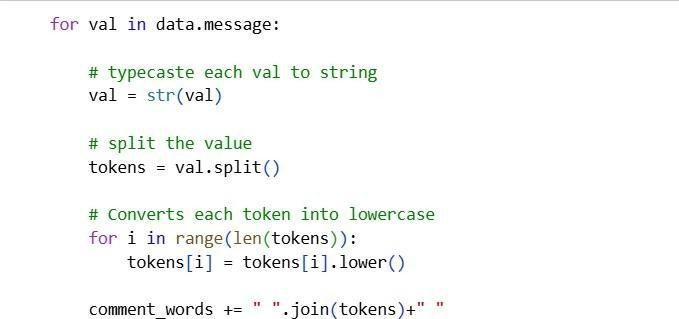 for val in data.message:
# typecaste each val to string
val = str(val)
# split the value
tokens = val.split()
# Converts each token into lowercase
for i in range(len(tokens)):
tokens[i] = tokens[i].lower()
comment_words += " ".join(tokens)+" "